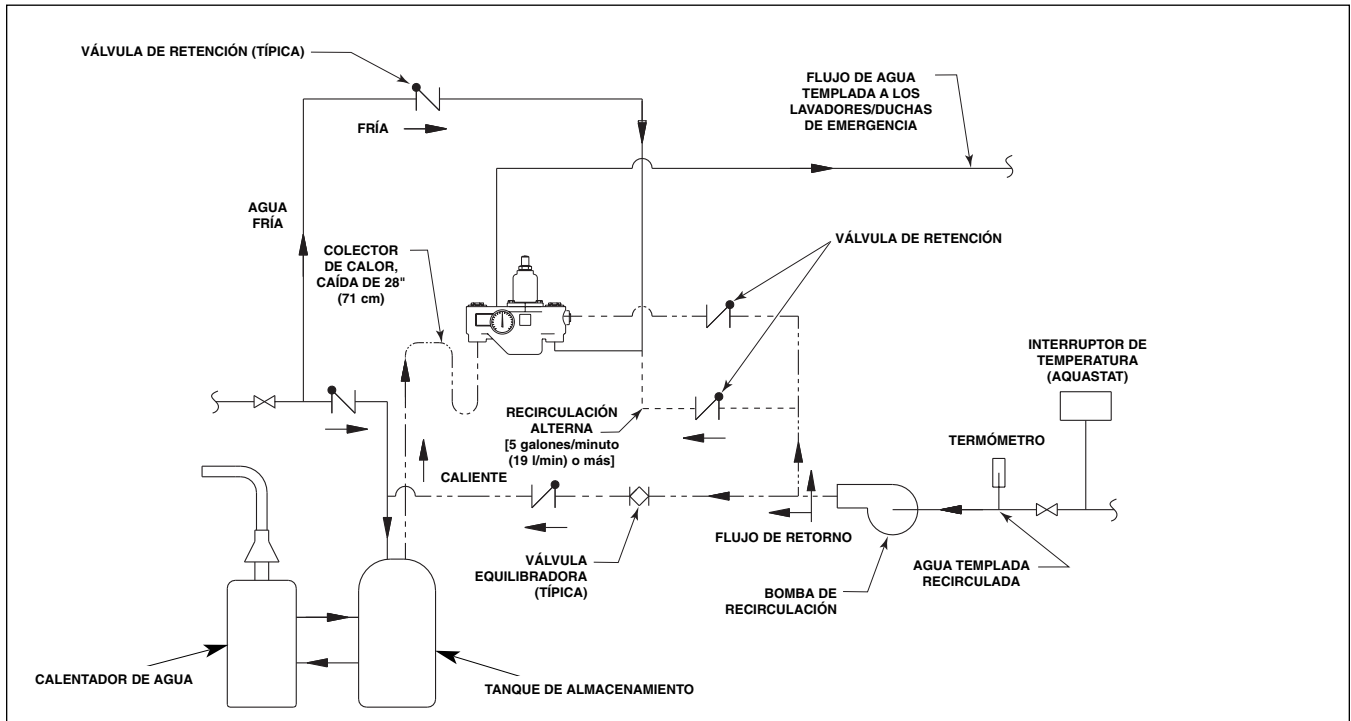 VÁLVULA DE RETENCIÓN (TÍPICA)
FRÍA
FLUJO DE AGUA
TEMPLADA A LOS
LAVADORES/DUCHAS
DE EMERGENCIA
AGUA
FRÍA
COLECTOR
DE CALOR,
CAÍDA DE 28"
(71 cm)
VÁLVULA DE RETENCIÓN
INTERRUPTOR DE
TEMPERATURA
(AQUASTAT)
RECIRCULACIÓN
ALTERNA
[5 galones/minuto
(19 l/min) o más]
TERMÓMETRO
CALIENTE
FLUJO DE RETORNO
VÁLVULA
EQUILIBRADORA
(TÍPICA)
AGUA TEMPLADA
RECIRCULADA
BOMBA DE
RECIRCULACIÓN
CALENTADOR DE AGUA
TANQUE DE ALMACENAMIENTO